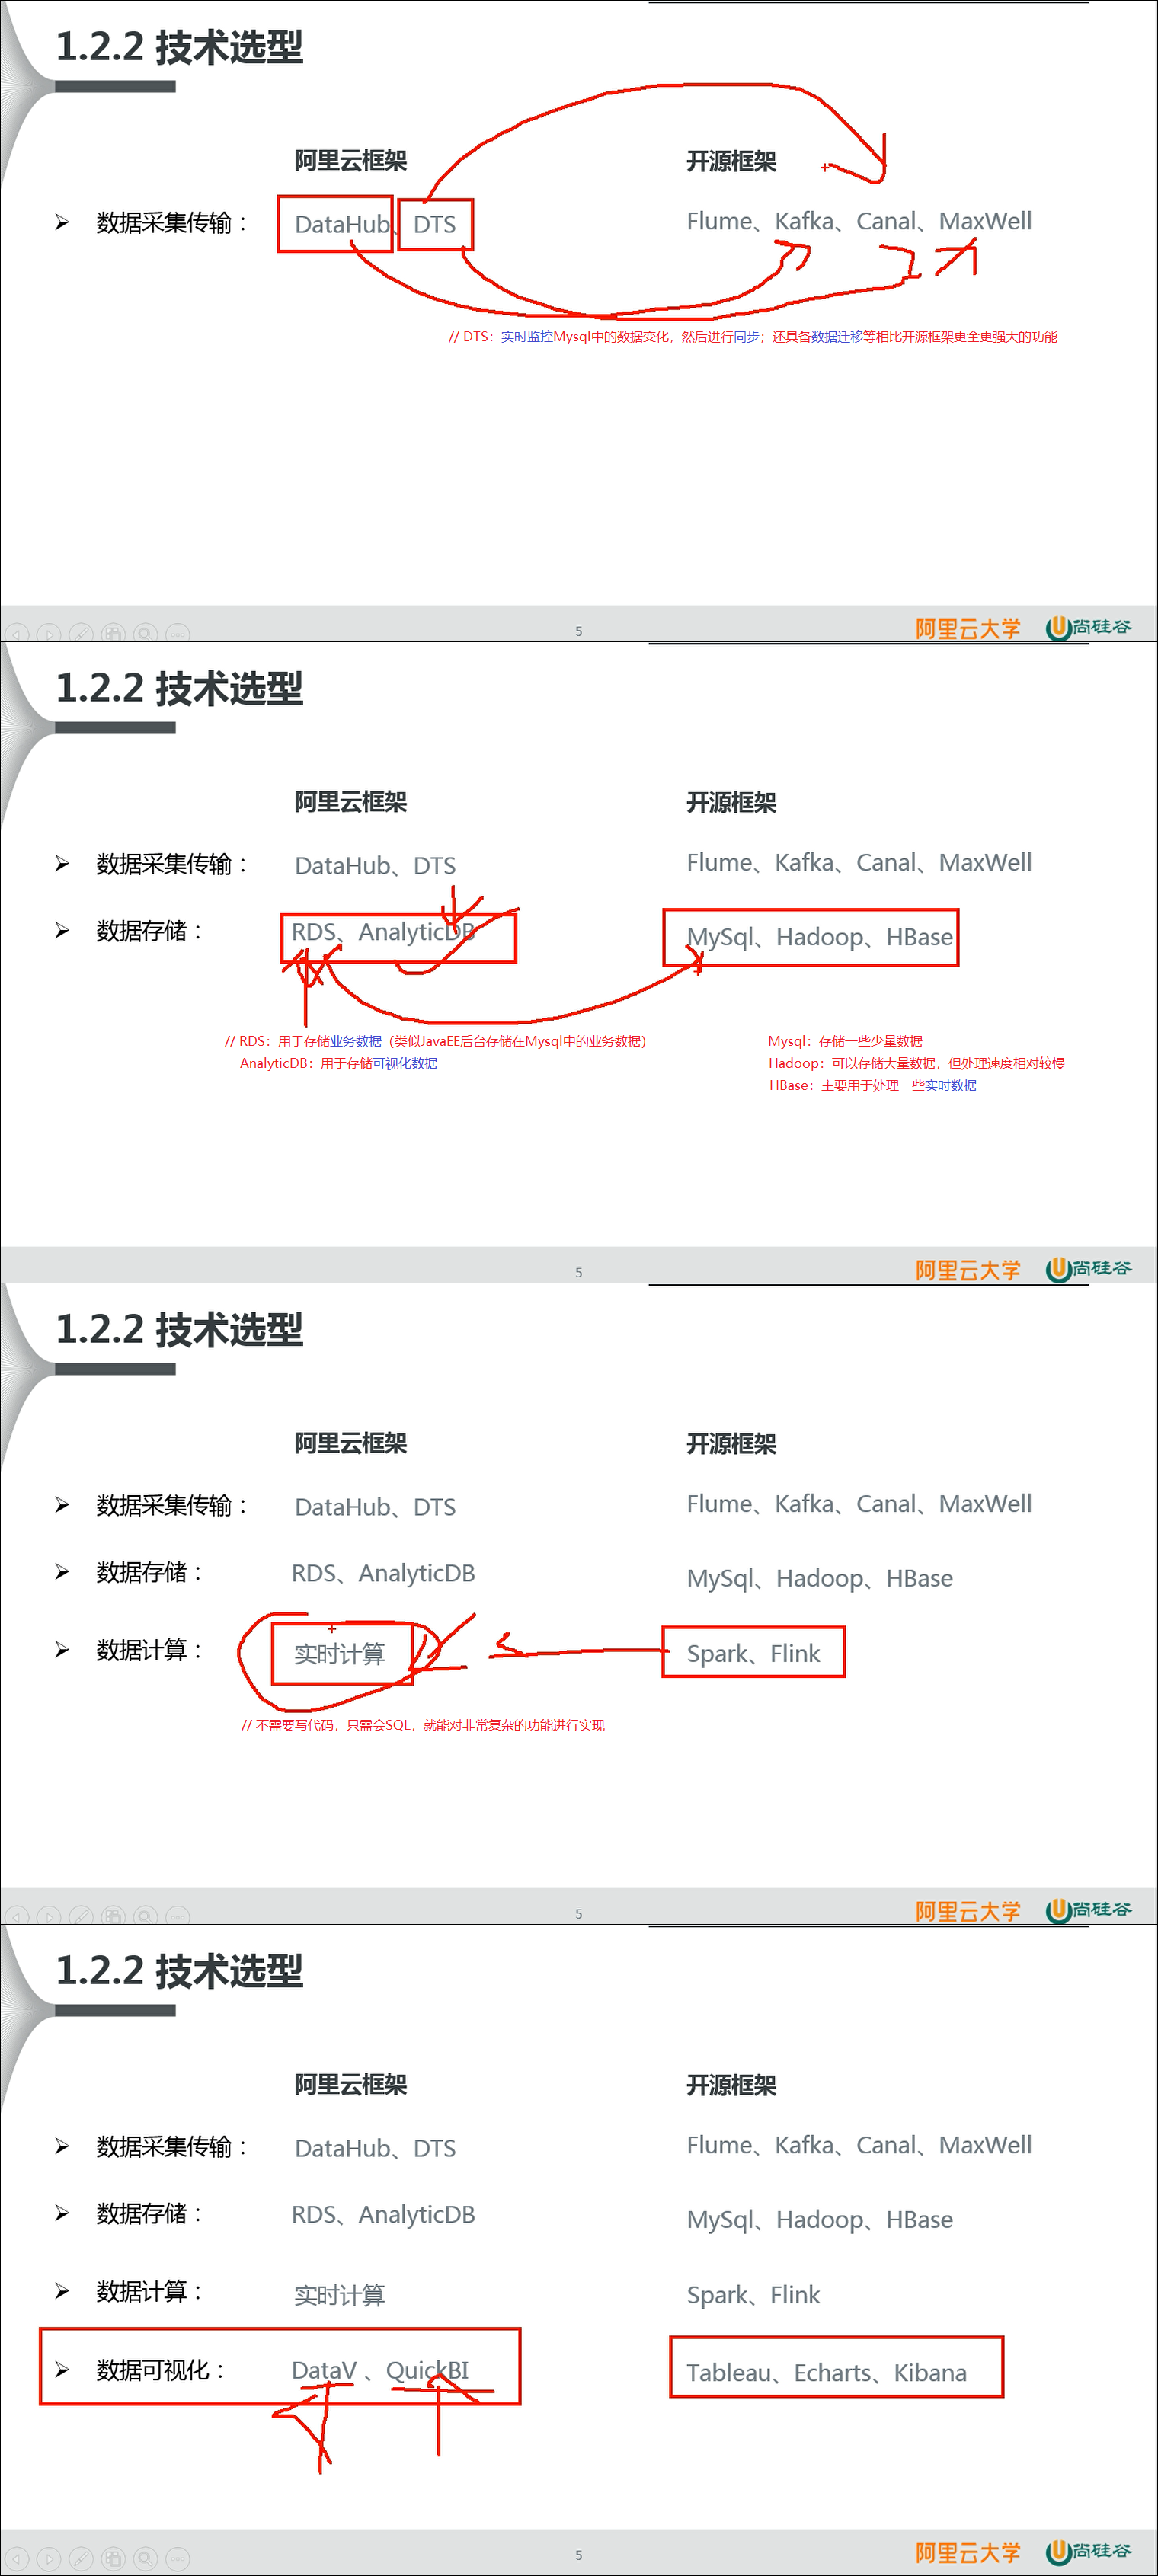 1.2.2 技术选型
阿里云框架 开源框架
➢ 数据采集传输： DataHub、DTS Flume、Kafka、Canal、MaxWell
// DTS：实时监控Mysql中的数据变化，然后进行同步；还具备数据迁移等相比开源框架更全更强大的功能
5 阿里云大学 尚硅谷
1.2.2 技术选型
阿里云框架 开源框架
➢ 数据采集传输： DataHub、DTS Flume、Kafka、Canal、MaxWell
➢ 数据存储： RDS、AnalyticDB MySql、Hadoop、HBase
// RDS：用于存储业务数据（类似JavaEE后台存储在Mysql中的业务数据） Mysql：存储一些少量数据
AnalyticDB：用于存储可视化数据 Hadoop：可以存储大量数据，但处理速度相对较慢
HBase：主要用于处理一些实时数据
5 阿里云大学 尚硅谷
1.2.2 技术选型
阿里云框架 开源框架
➢ 数据采集传输： DataHub、DTS Flume、Kafka、Canal、MaxWell
➢ 数据存储： RDS、AnalyticDB MySql、Hadoop、HBase
➢ 数据计算： 实时计算 Spark、Flink
// 不需要写代码，只需会SQL，就能对非常复杂的功能进行实现
5 阿里云大学 尚硅谷
1.2.2 技术选型
阿里云框架 开源框架
➢ 数据采集传输： DataHub、DTS Flume、Kafka、Canal、MaxWell
➢ 数据存储： RDS、AnalyticDB MySql、Hadoop、HBase
➢ 数据计算： 实时计算 Spark、Flink
➢ 数据可视化： DataV 、QuickBI Tableau、Echarts、Kibana
5 阿里云大学 尚硅谷